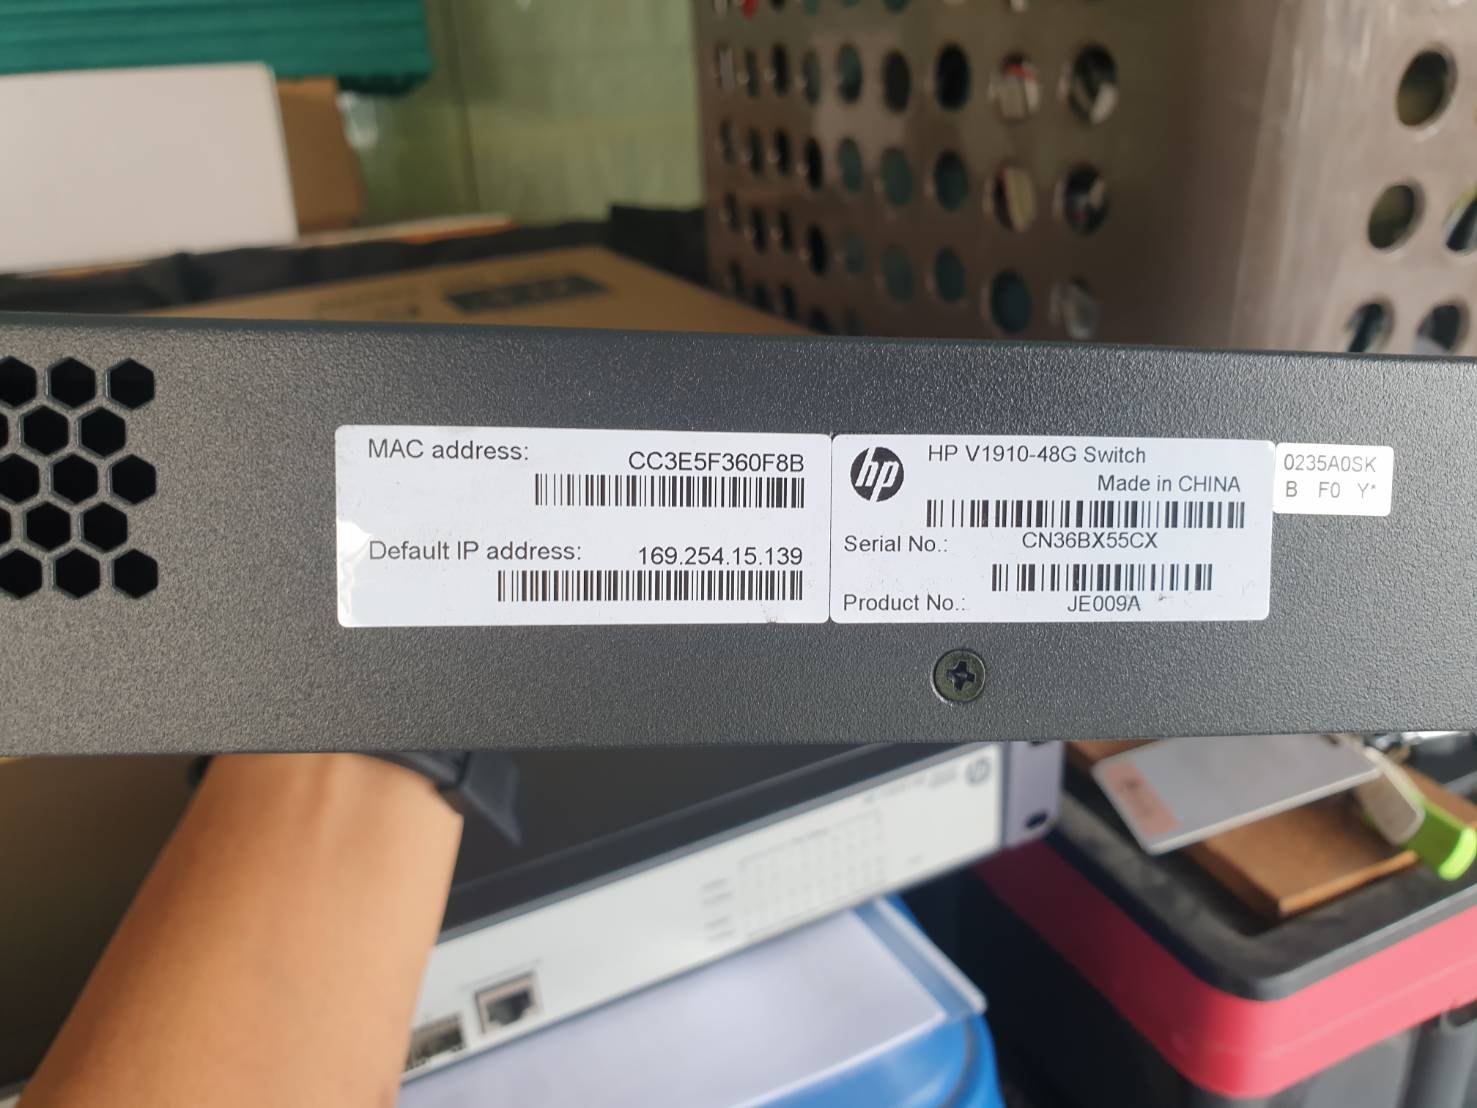 MAC address:
CC3E5F360F8B
Default IP address:
169.254.15.139
hp
HP V1910-48G Switch
Made in CHINA
Serial No.:
CN36BX55CX
Product No.:
JE009A
0235A0SK
B F0 Y*